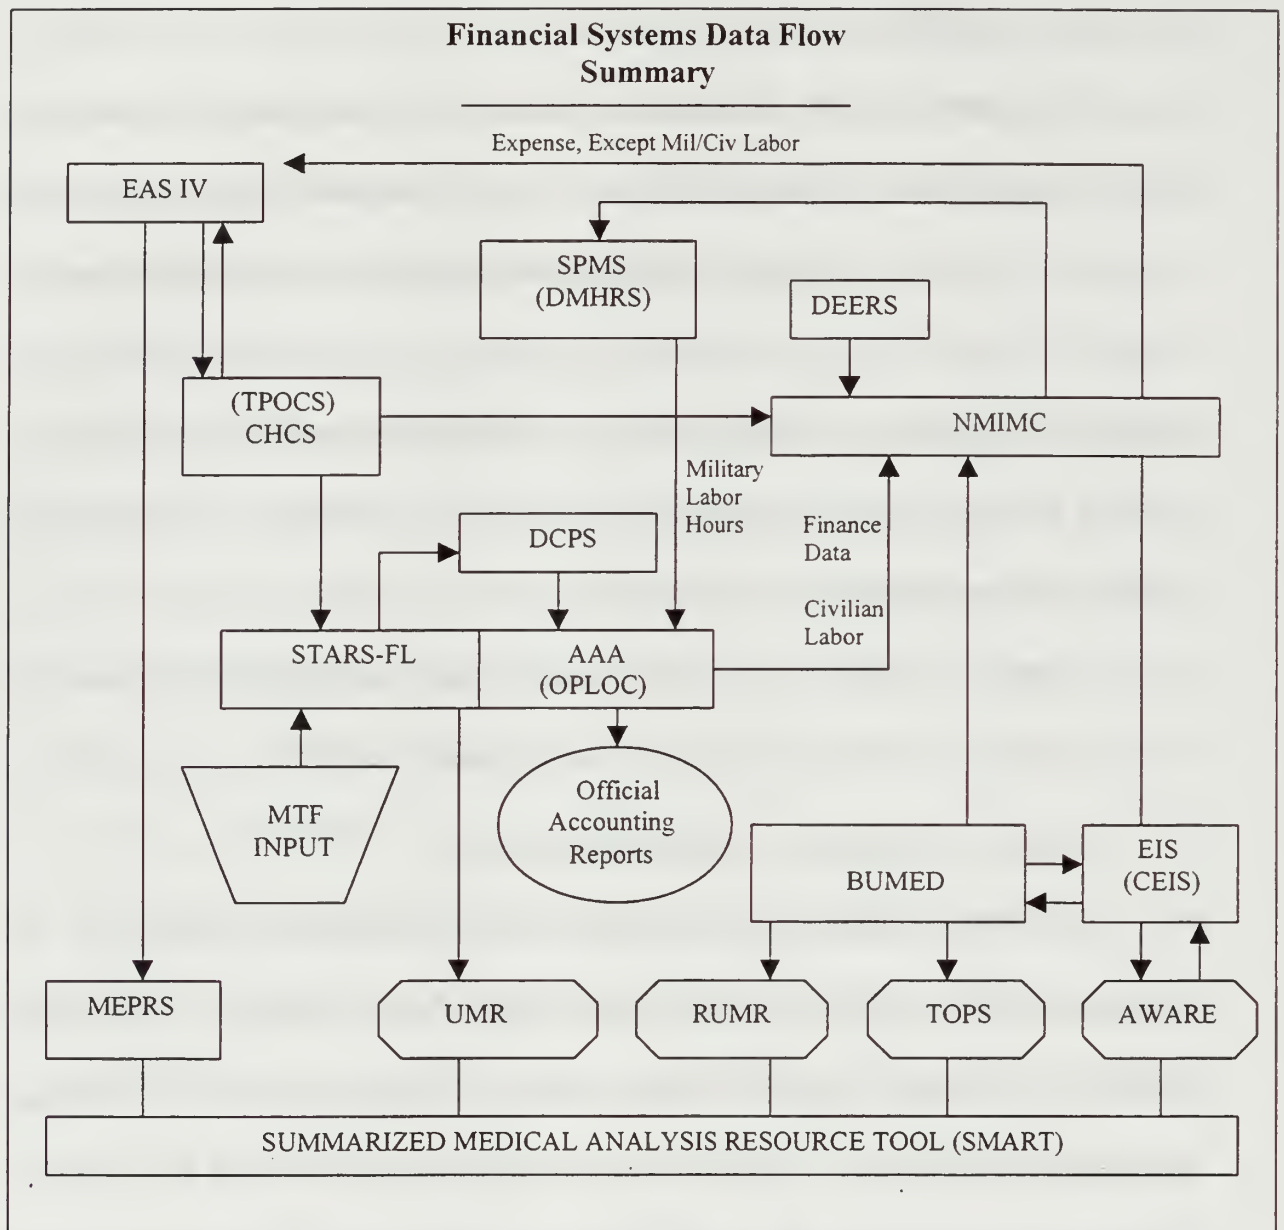 Financial Systems Data Flow
Summary
Expense, Except Mil/Civ Labor
EAS IV
SPMS
(DMHRS)
DEERS
(TPOCS)
CHCS
NMIMC
Military
Labor
Hours
Finance
Data
DCPS
Civilian
Labor
STARS-FL
AAA
(OPLOC)
MTF
INPUT
Official
Accounting
Reports
BUMED
EIS
(CEIS)
MEPRS
UMR
RUMR
TOPS
AWARE
SUMMARIZED MEDICAL ANALYSIS RESOURCE TOOL (SMART)